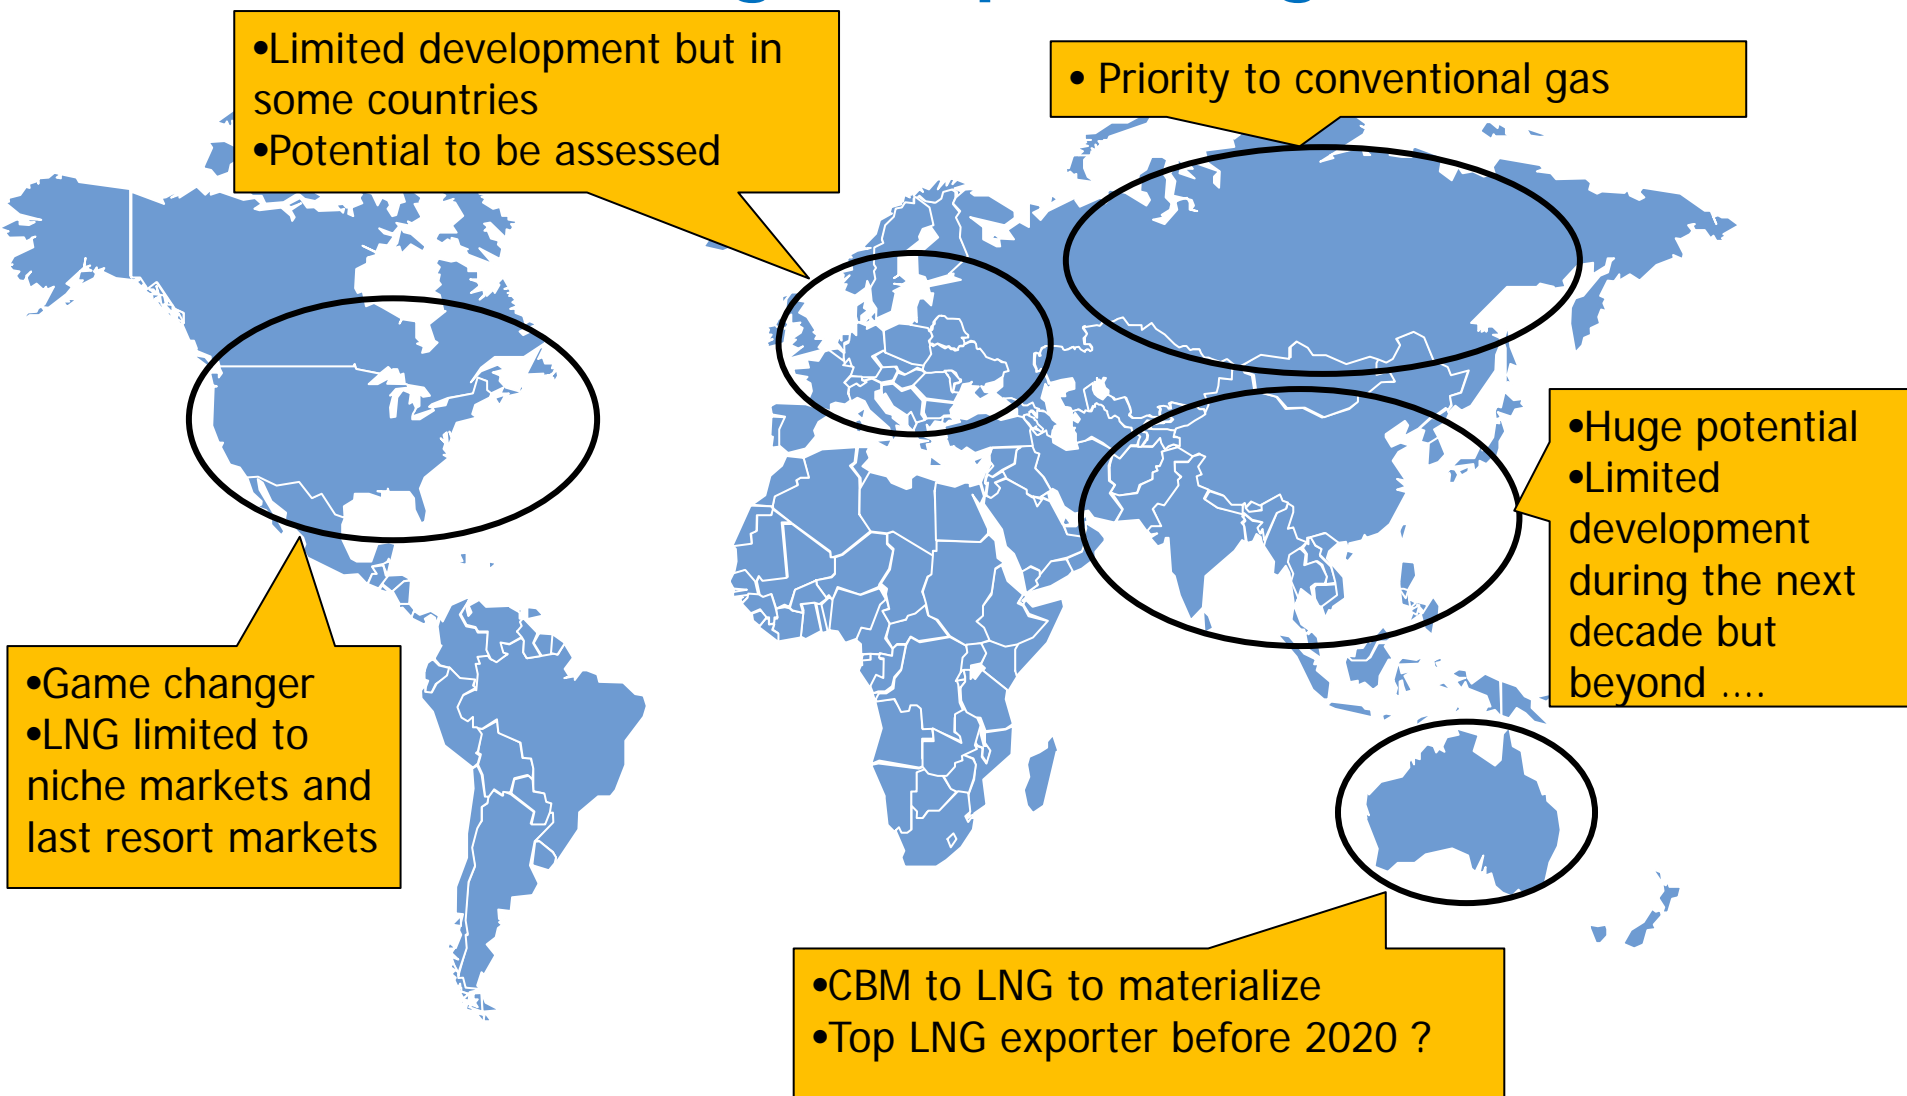 •Limited development but in
some countries
•Potential to be assessed
• Priority to conventional gas
•Huge potential
•Limited
development
during the next
decade but
beyond ....
•Game changer
•LNG limited to
niche markets and
last resort markets
•CBM to LNG to materialize
•Top LNG exporter before 2020 ?